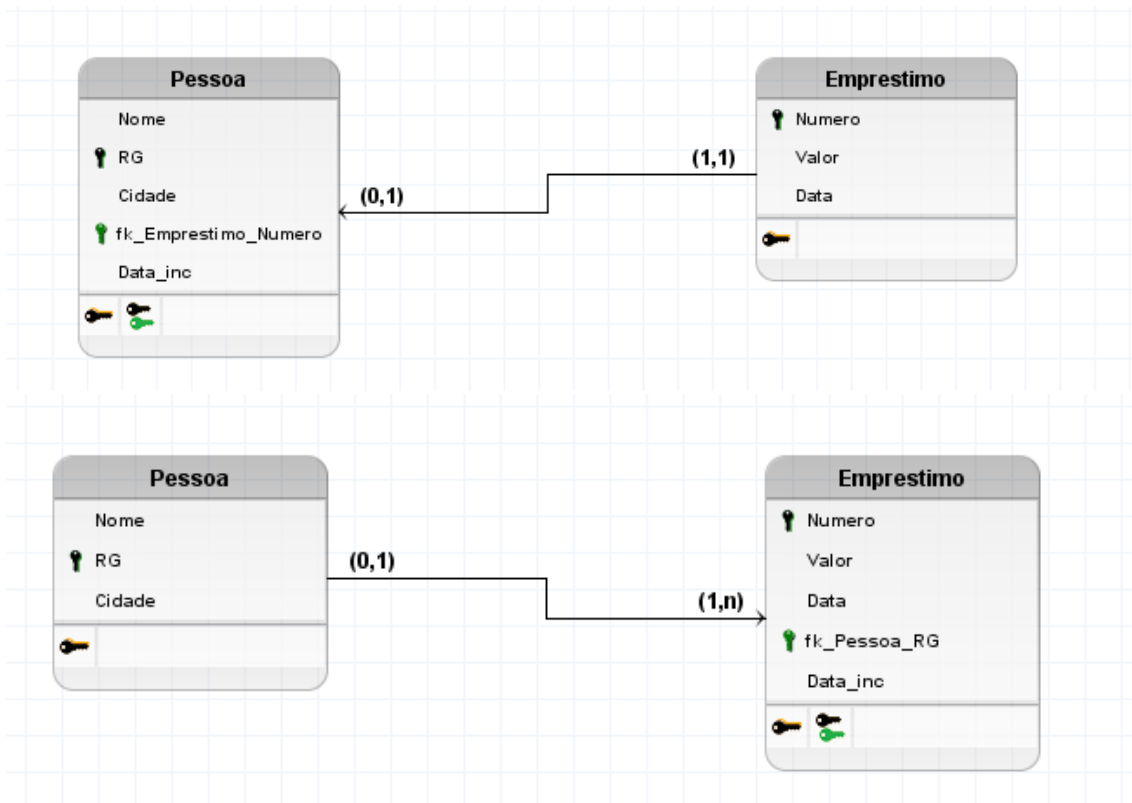 Pessoa
Nome
RG
Cidade
fk_Emprestimo_Numero
Data_inc
(0,1)
(1,1)
Emprestimo
Numero
Valor
Data
Pessoa
Nome
RG
Cidade
(0,1)
(1,n)
Emprestimo
Numero
Valor
Data
fk_Pessoa_RG
Data_inc